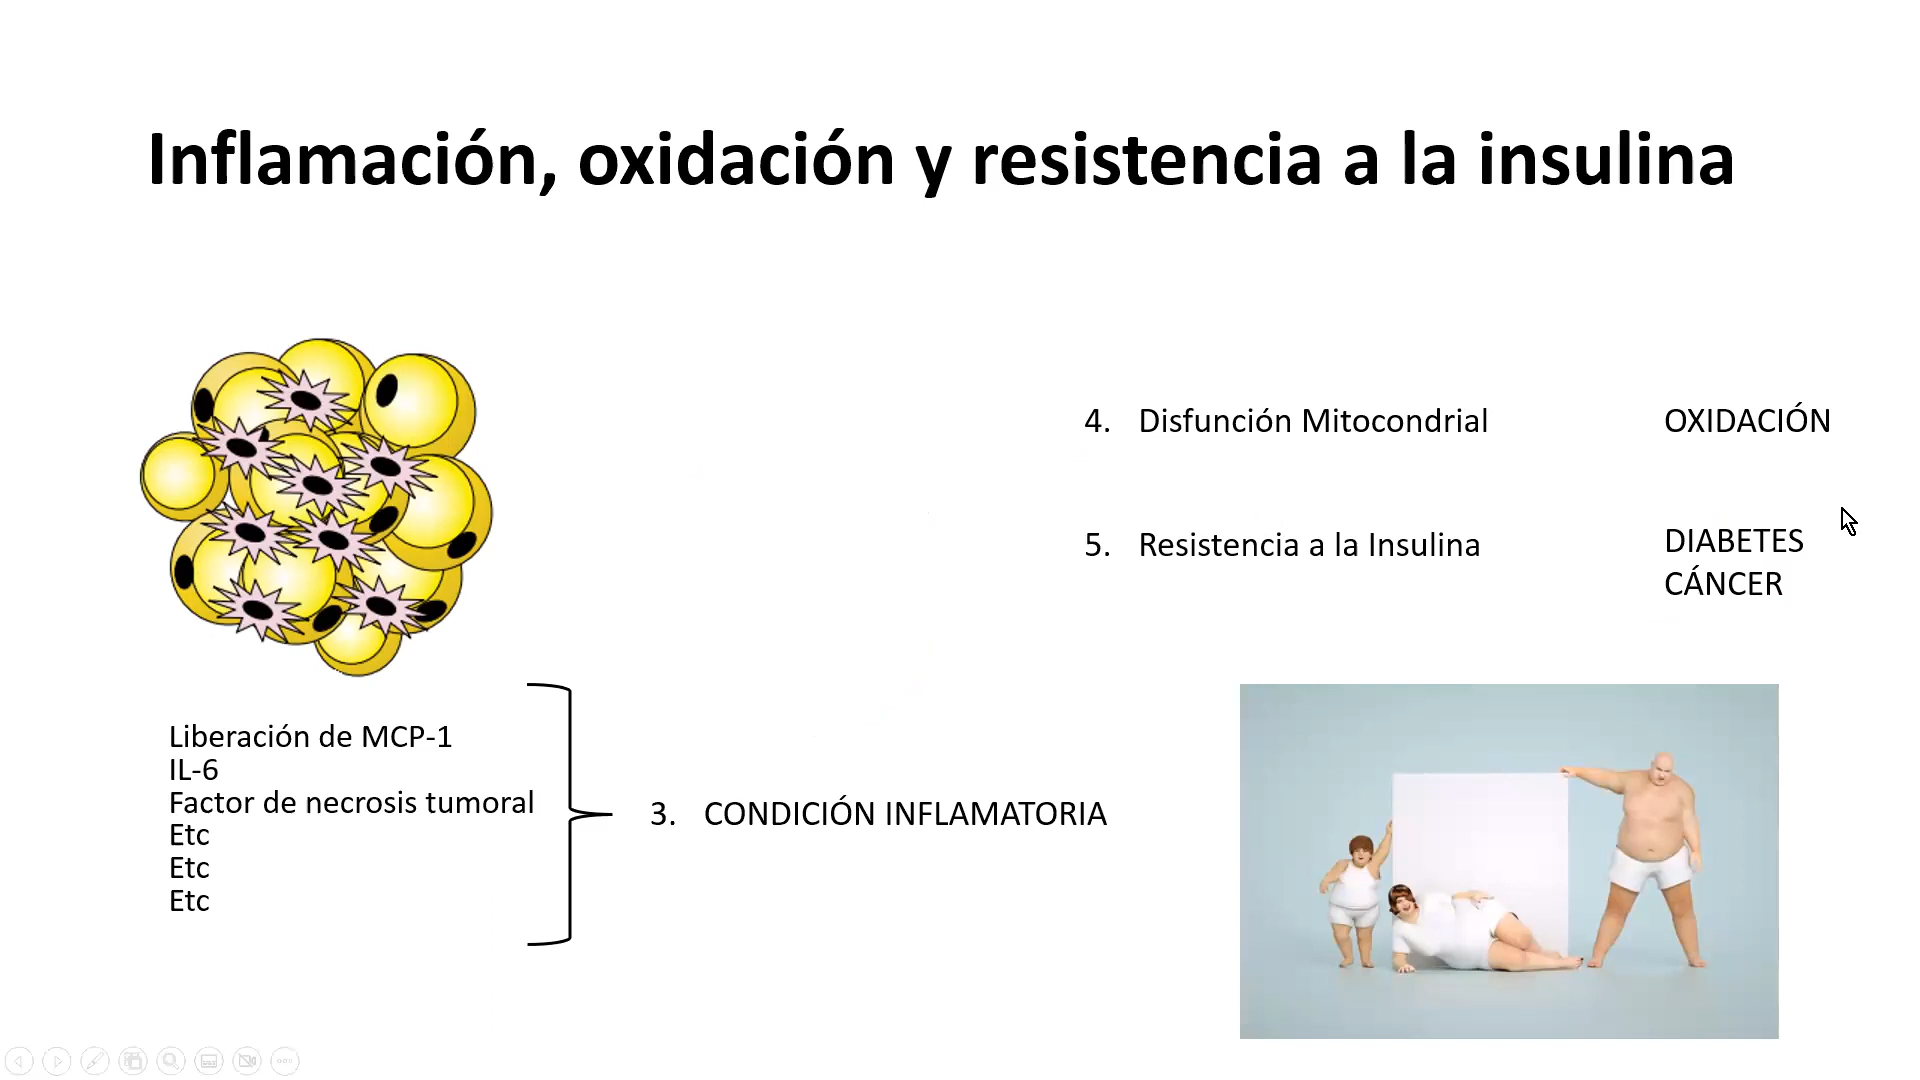 Inflamación, oxidación y resistencia a la insulina
4. Disfunción Mitocondrial
OXIDACIÓN
5. Resistencia a la Insulina
DIABETES
CÁNCER
Liberación de MCP-1
IL-6
Factor de necrosis tumoral
Etc
Etc
Etc
3. CONDICIÓN INFLAMATORIA